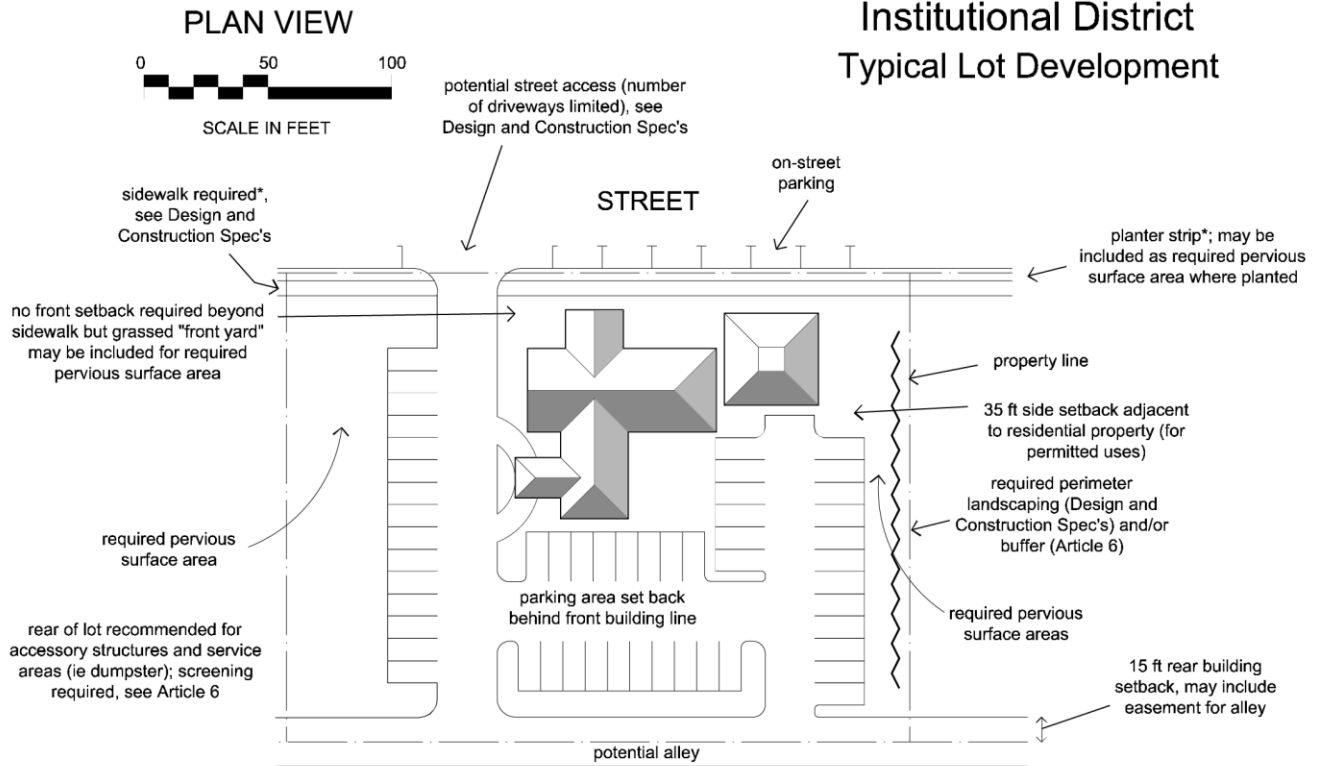 PLAN VIEW
0
50
100
SCALE IN FEET
Institutional District
Typical Lot Development
potential street access (number
of driveways limited), see
Design and Construction Spec's
on-street
parking
STREET
sidewalk required*,
see Design and
Construction Spec's
planter strip*; may be
included as required pervious
surface area where planted
no front setback required beyond
sidewalk but grassed "front yard"
may be included for required
pervious surface area
property line
35 ft side setback adjacent
to residential property (for
permitted uses)
required perimeter
landscaping (Design and
Construction Spec's) and/or
buffer (Article 6)
required pervious
surface area
parking area set back
behind front building line
required pervious
surface areas
rear of lot recommended for
accessory structures and service
areas (ie dumpster); screening
required, see Article 6
15 ft rear building
setback, may include
easement for alley
potential alley